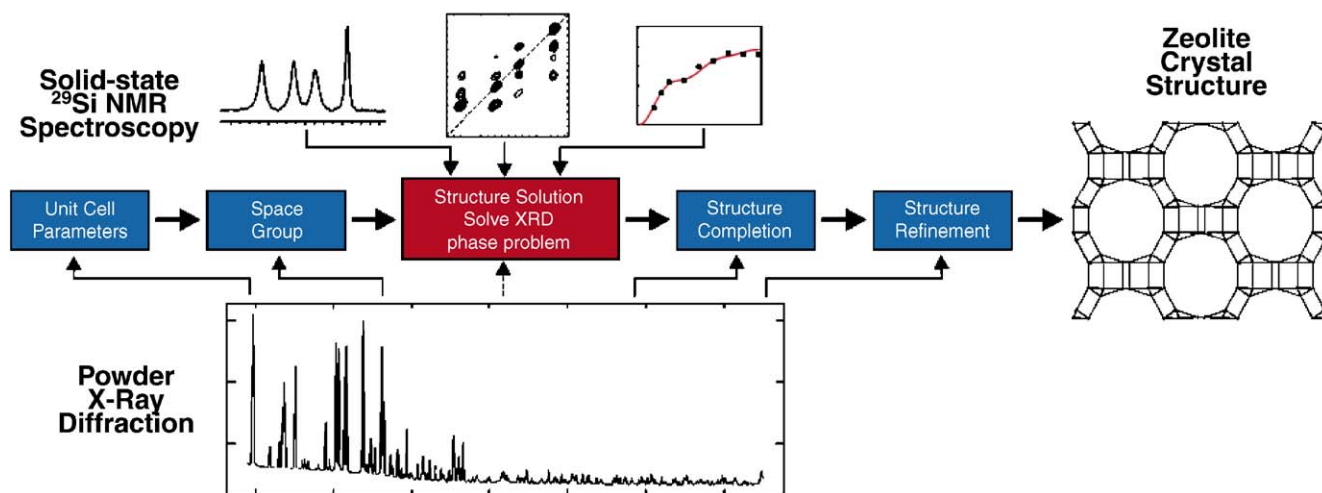 Solid-state
²⁹Si NMR
Spectroscopy
Zeolite
Crystal
Structure
Unit Cell
Parameters
Space
Group
Structure Solution
Solve XRD
phase problem
Structure
Completion
Structure
Refinement
Powder
X-Ray
Diffraction